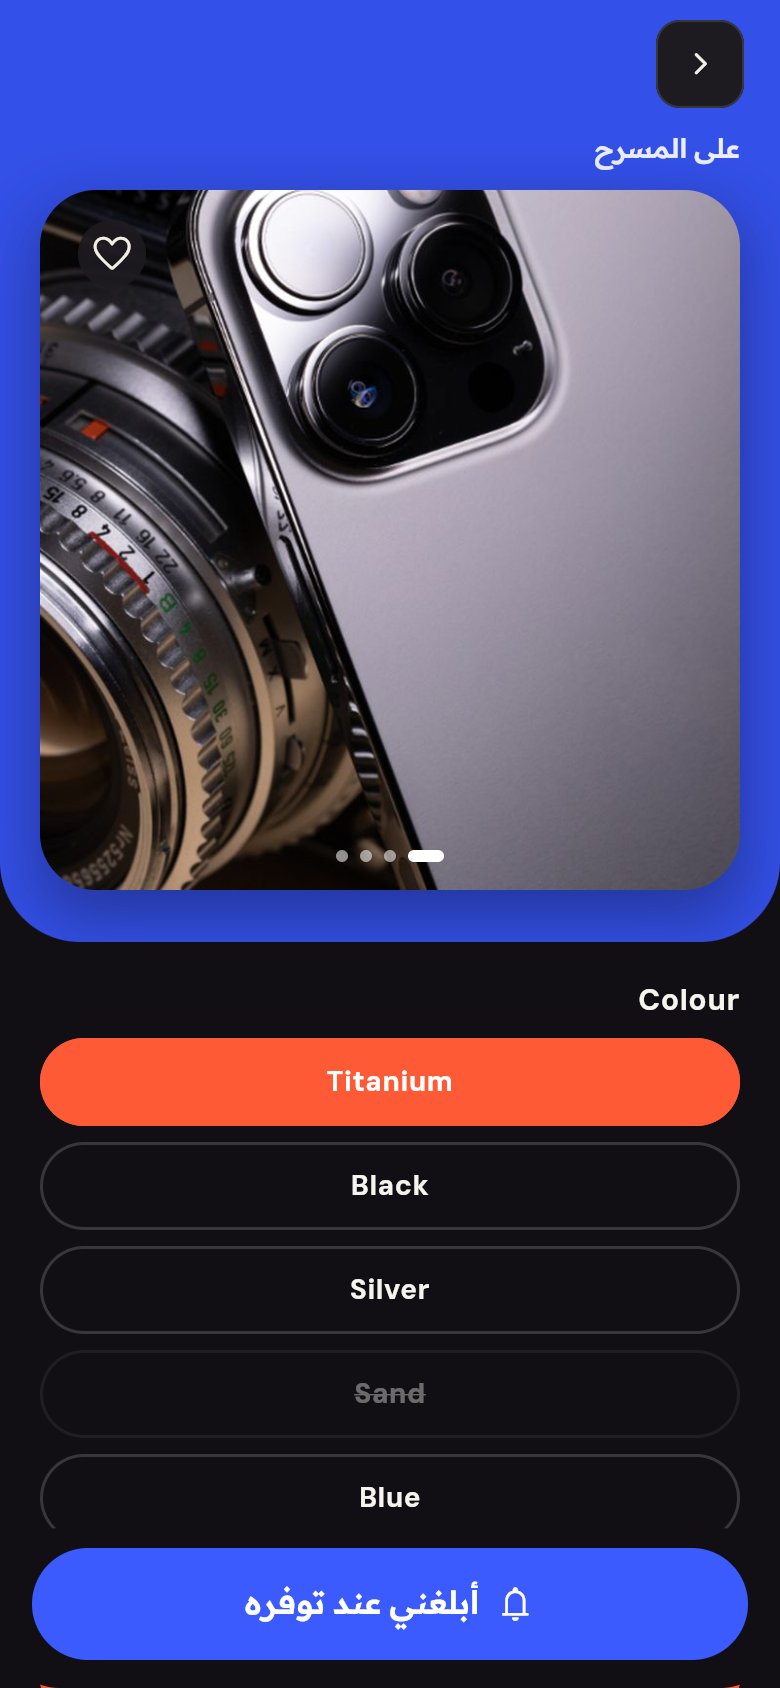 على المسرح
Colour
Titanium
Black
Silver
Sand
Blue
أبلغني عند توفره